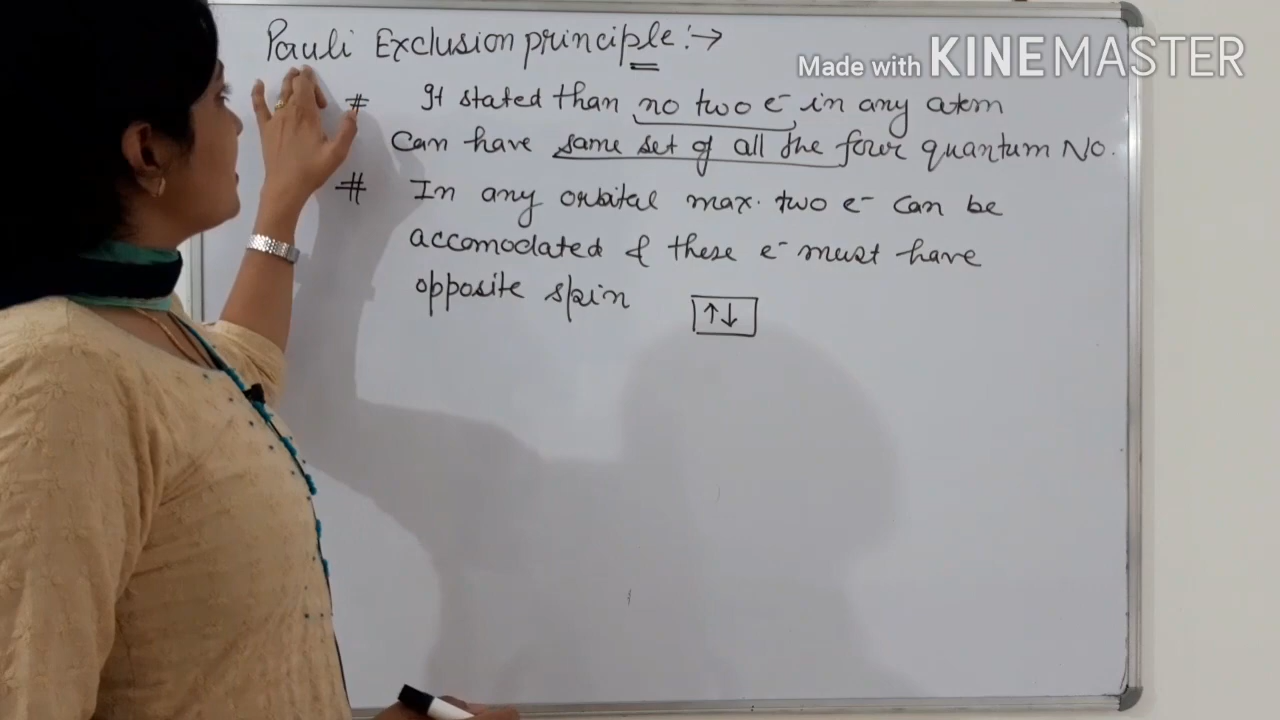 Pauli Exclusion principle :→
Made with KINEMASTER
# It stated than no two e⁻ in any atom
can have same set of all the four quantum No.
# In any orbital max. two e⁻ can be
accomodated & these e⁻ must have
opposite spin ↑↓